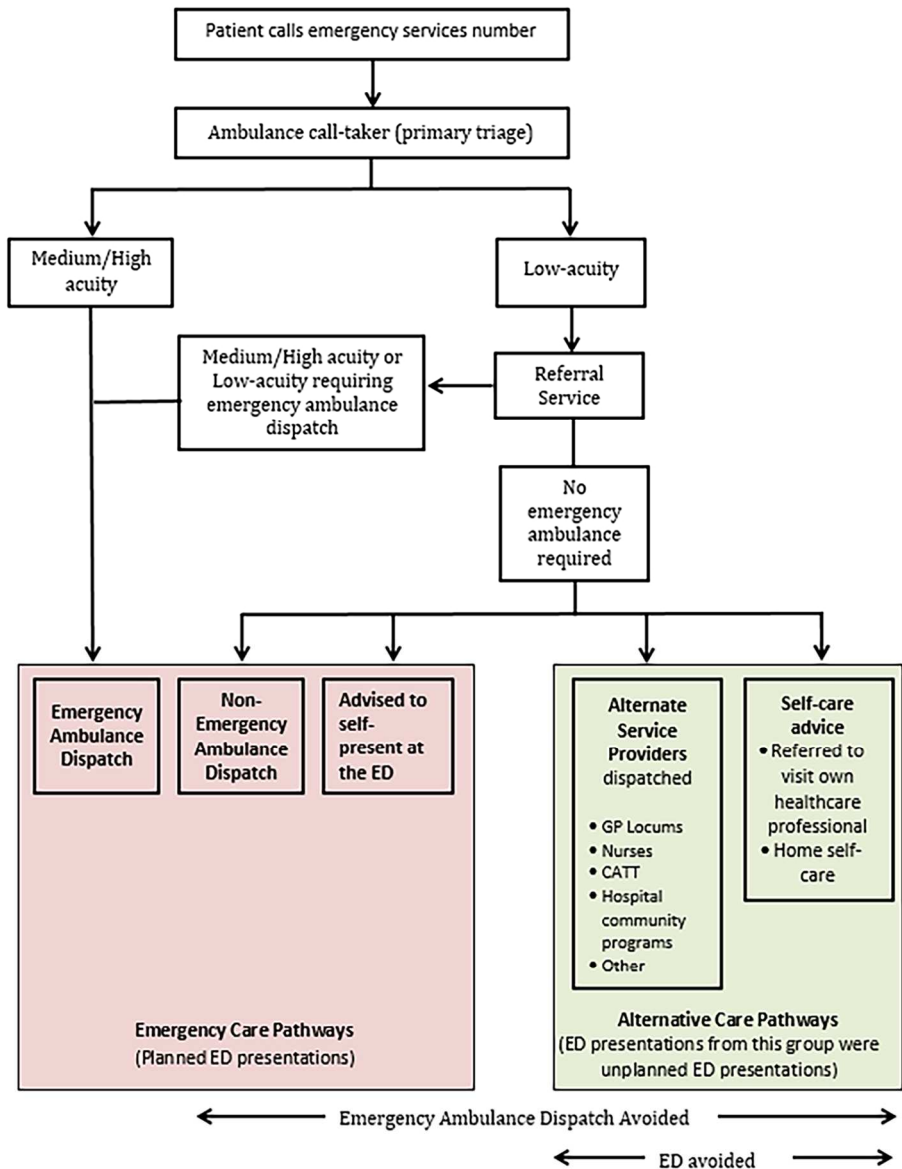 Patient calls emergency services number
Ambulance call-taker (primary triage)
Medium/High
acuity
Low-acuity
Medium/High acuity or
Low-acuity requiring
emergency ambulance
dispatch
Referral
Service
No
emergency
ambulance
required
Emergency
Ambulance
Dispatch
Non-
Emergency
Ambulance
Dispatch
Advised to
self-
present at
the ED
Alternate
Service
Providers
dispatched
• GP Locums
• Nurses
• CATT
• Hospital
community
programs
• Other
Self-care
advice
• Referred to
visit own
healthcare
professional
• Home self-
care
Emergency Care Pathways
(Planned ED presentations)
Alternative Care Pathways
(ED presentations from this group were
unplanned ED presentations)
Emergency Ambulance Dispatch Avoided
ED avoided